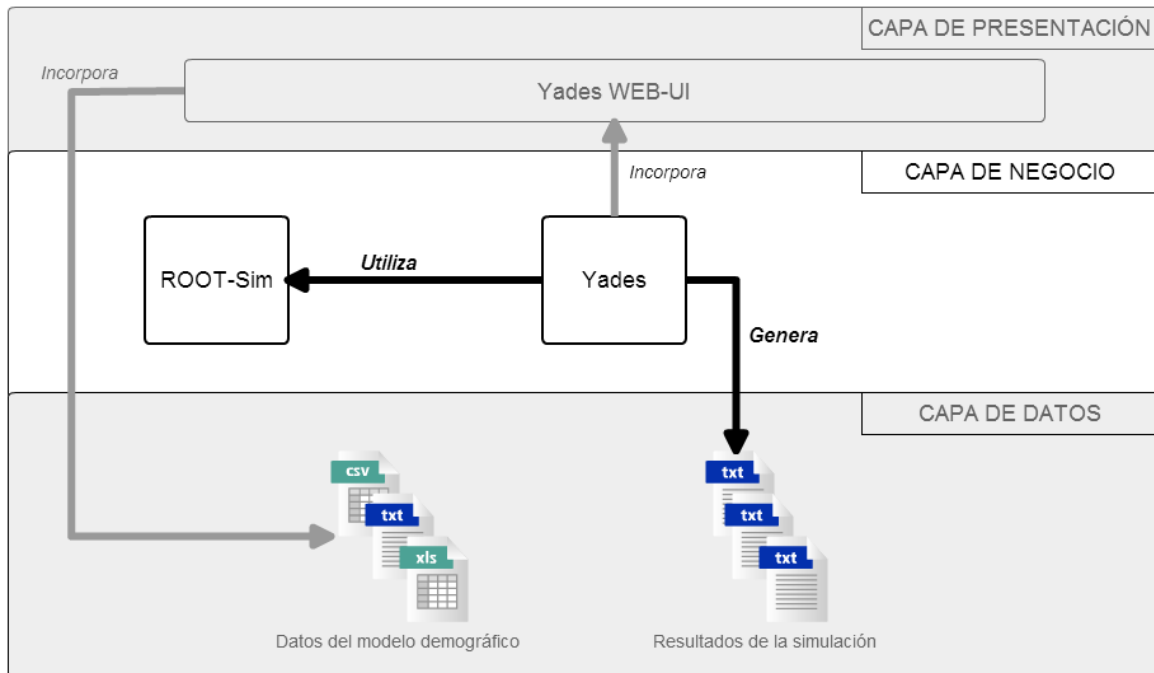 CAPA DE PRESENTACIÓN
Incorpora
Yades WEB-UI
CAPA DE NEGOCIO
Incorpora
ROOT-Sim
Utiliza
Yades
Genera
CAPA DE DATOS
csv
txt
xls
txt
txt
txt
Datos del modelo demográfico
Resultados de la simulación